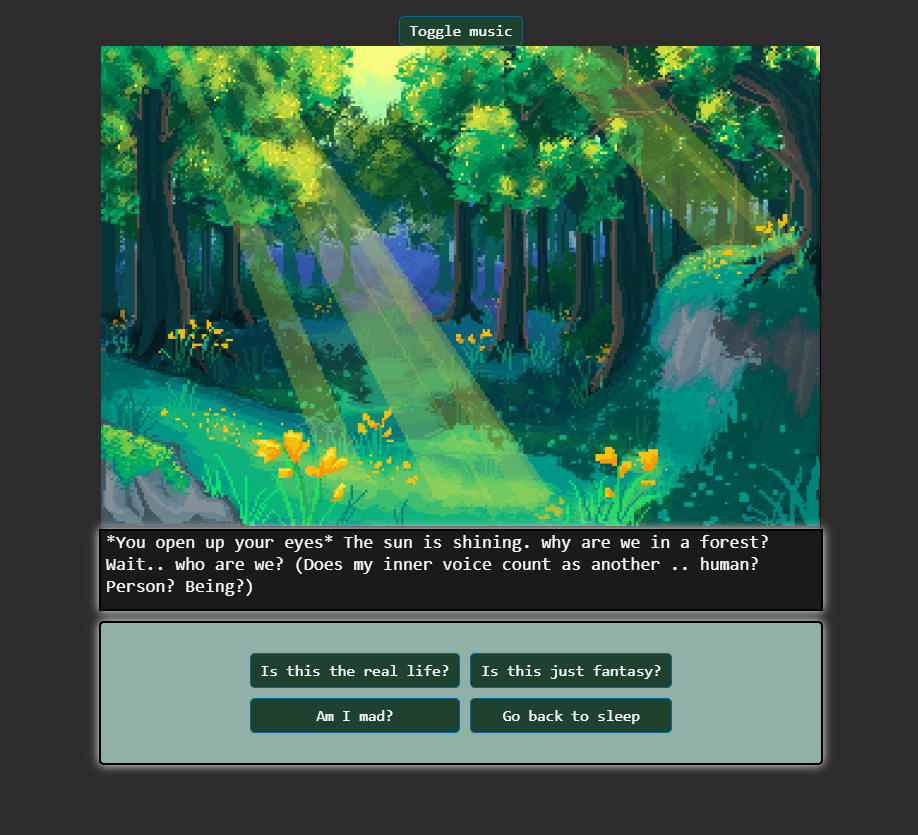 Toggle music
*You open up your eyes* The sun is shining. why are we in a forest?
Wait.. who are we? (Does my inner voice count as another .. human?
Person? Being?)
Is this the real life?
Is this just fantasy?
Am I mad?
Go back to sleep